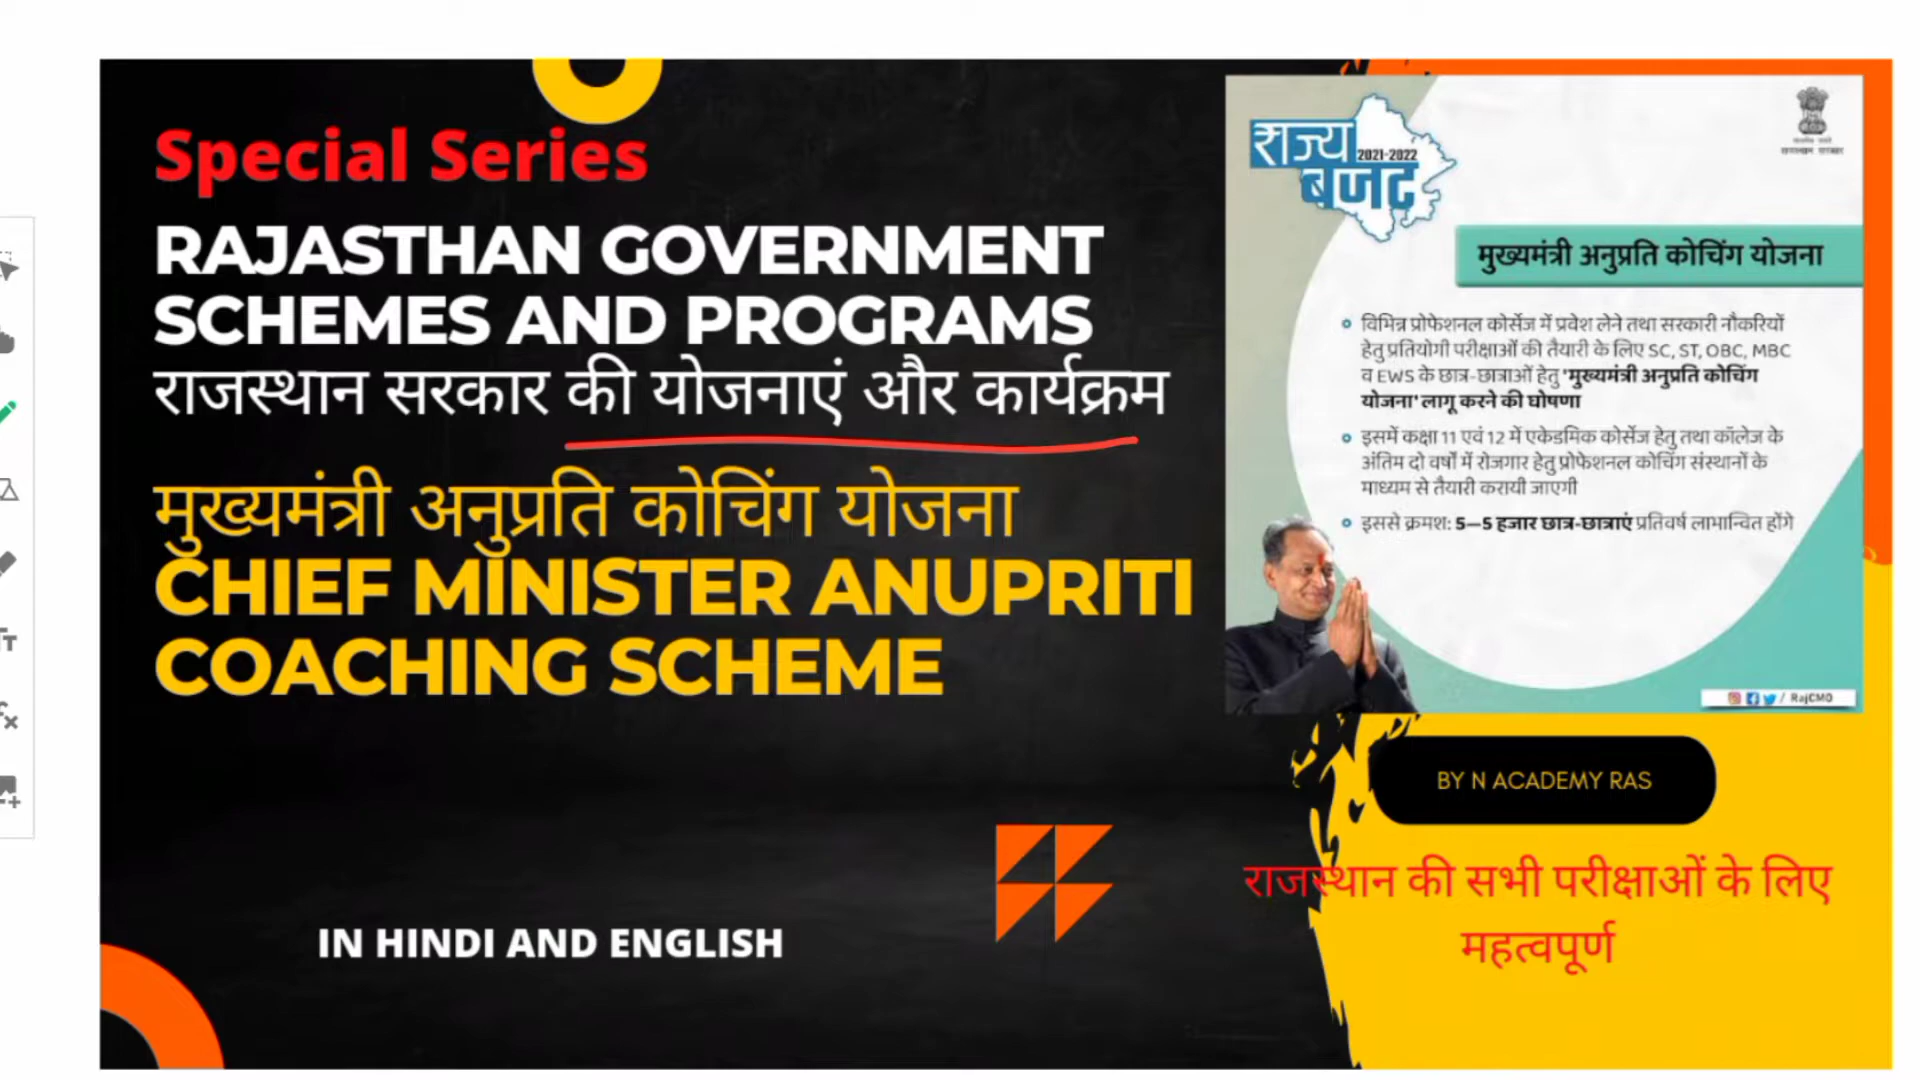 Special Series
RAJASTHAN GOVERNMENT
SCHEMES AND PROGRAMS
राजस्थान सरकार की योजनाएं और कार्यक्रम
मुख्यमंत्री अनुप्रति कोचिंग योजना
CHIEF MINISTER ANUPRITI
COACHING SCHEME
IN HINDI AND ENGLISH
राज्य
2021-2022
बजट
राजस्थान सरकार
मुख्यमंत्री अनुप्रति कोचिंग योजना
विभिन्न प्रोफेशनल कोर्सेज में प्रवेश लेने तथा सरकारी नौकरियों
हेतु प्रतियोगी परीक्षाओं की तैयारी के लिए SC, ST, OBC, MBC
व EWS के छात्र-छात्राओं हेतु 'मुख्यमंत्री अनुप्रति कोचिंग
योजना' लागू करने की घोषणा
इसमें कक्षा 11 एवं 12 में एकेडमिक कोर्सेज हेतु तथा कॉलेज के
अंतिम दो वर्षों में रोजगार हेतु प्रोफेशनल कोचिंग संस्थानों के
माध्यम से तैयारी करायी जाएगी
इससे क्रमश: 5—5 हजार छात्र-छात्राएं प्रतिवर्ष लाभान्वित होंगे
/ RajCMO
BY N ACADEMY RAS
राजस्थान की सभी परीक्षाओं के लिए
महत्वपूर्ण